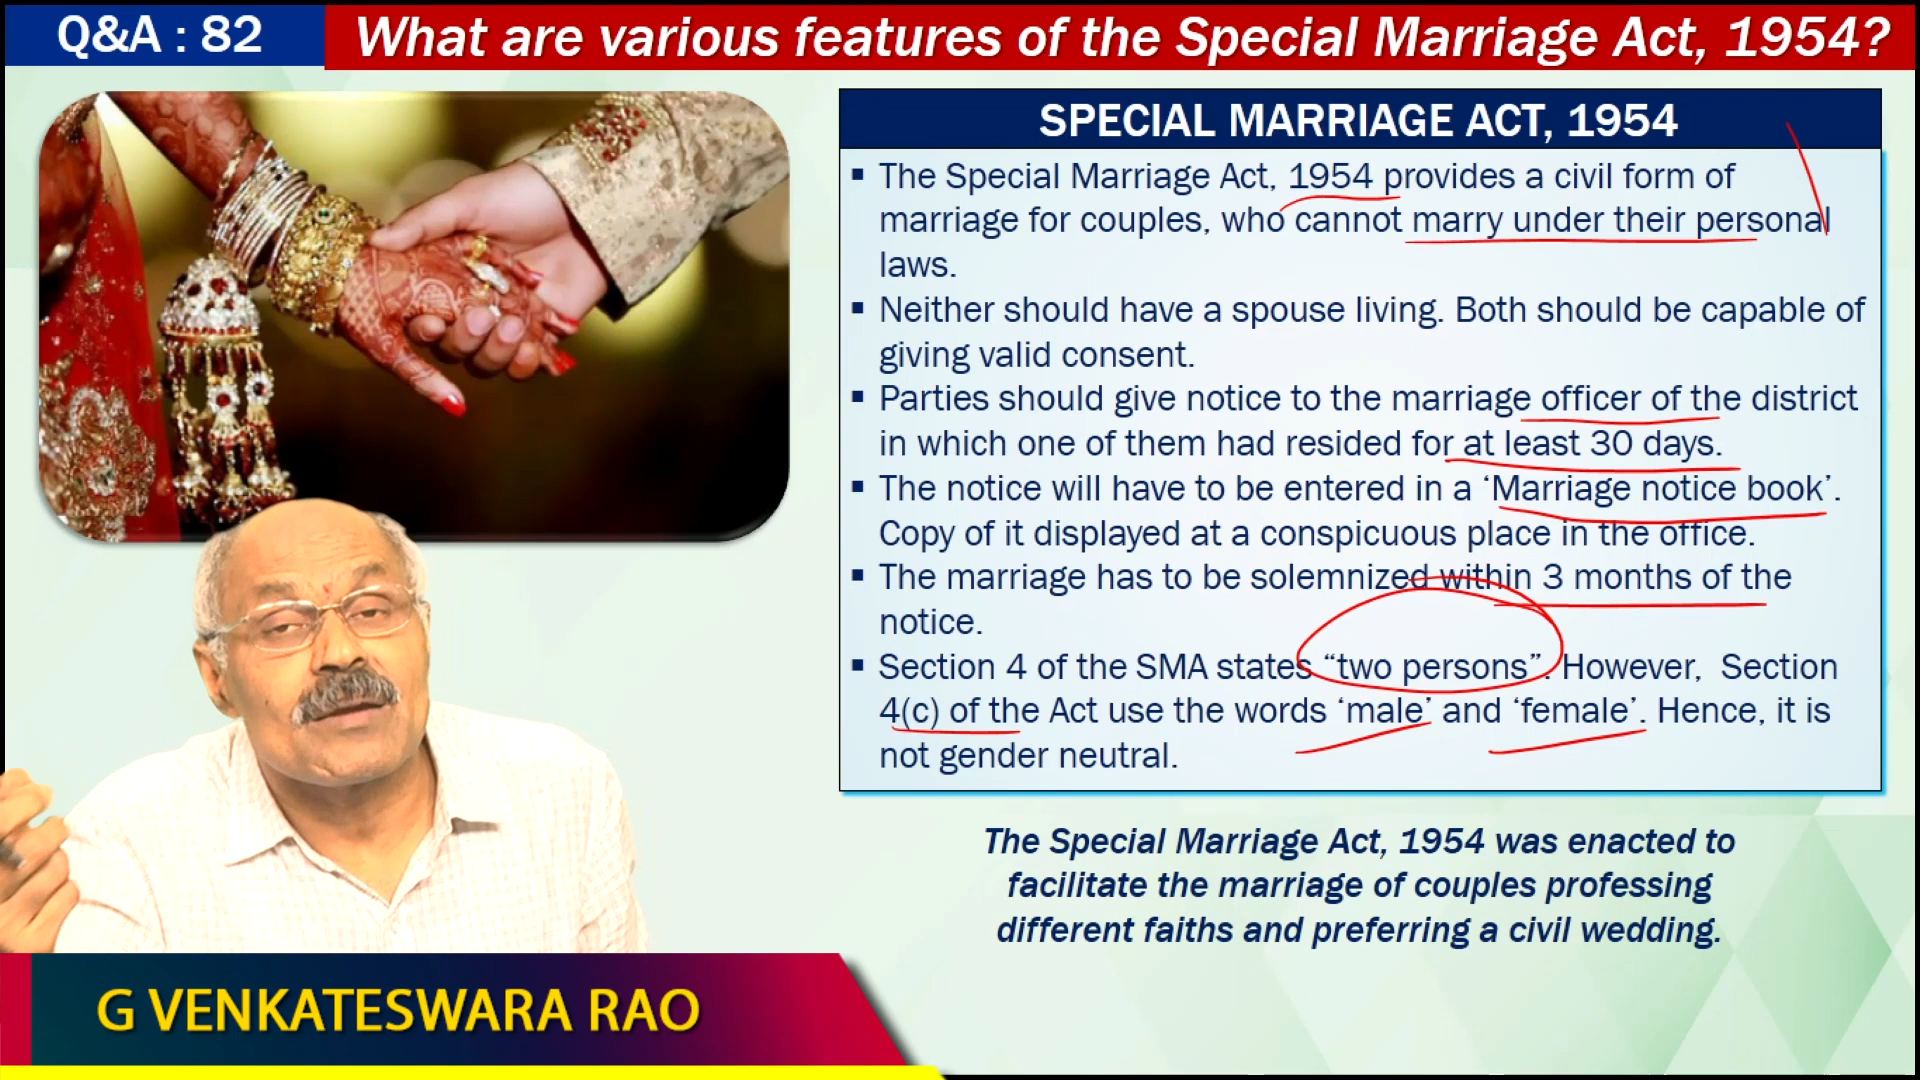 Q&A : 82
What are various features of the Special Marriage Act, 1954?
SPECIAL MARRIAGE ACT, 1954
▪ The Special Marriage Act, 1954 provides a civil form of
marriage for couples, who cannot marry under their personal
laws.
▪ Neither should have a spouse living. Both should be capable of
giving valid consent.
▪ Parties should give notice to the marriage officer of the district
in which one of them had resided for at least 30 days.
▪ The notice will have to be entered in a ‘Marriage notice book’.
Copy of it displayed at a conspicuous place in the office.
▪ The marriage has to be solemnized within 3 months of the
notice.
▪ Section 4 of the SMA states “two persons”. However, Section
4(c) of the Act use the words ‘male’ and ‘female’. Hence, it is
not gender neutral.
The Special Marriage Act, 1954 was enacted to
facilitate the marriage of couples professing
different faiths and preferring a civil wedding.
G VENKATESWARA RAO